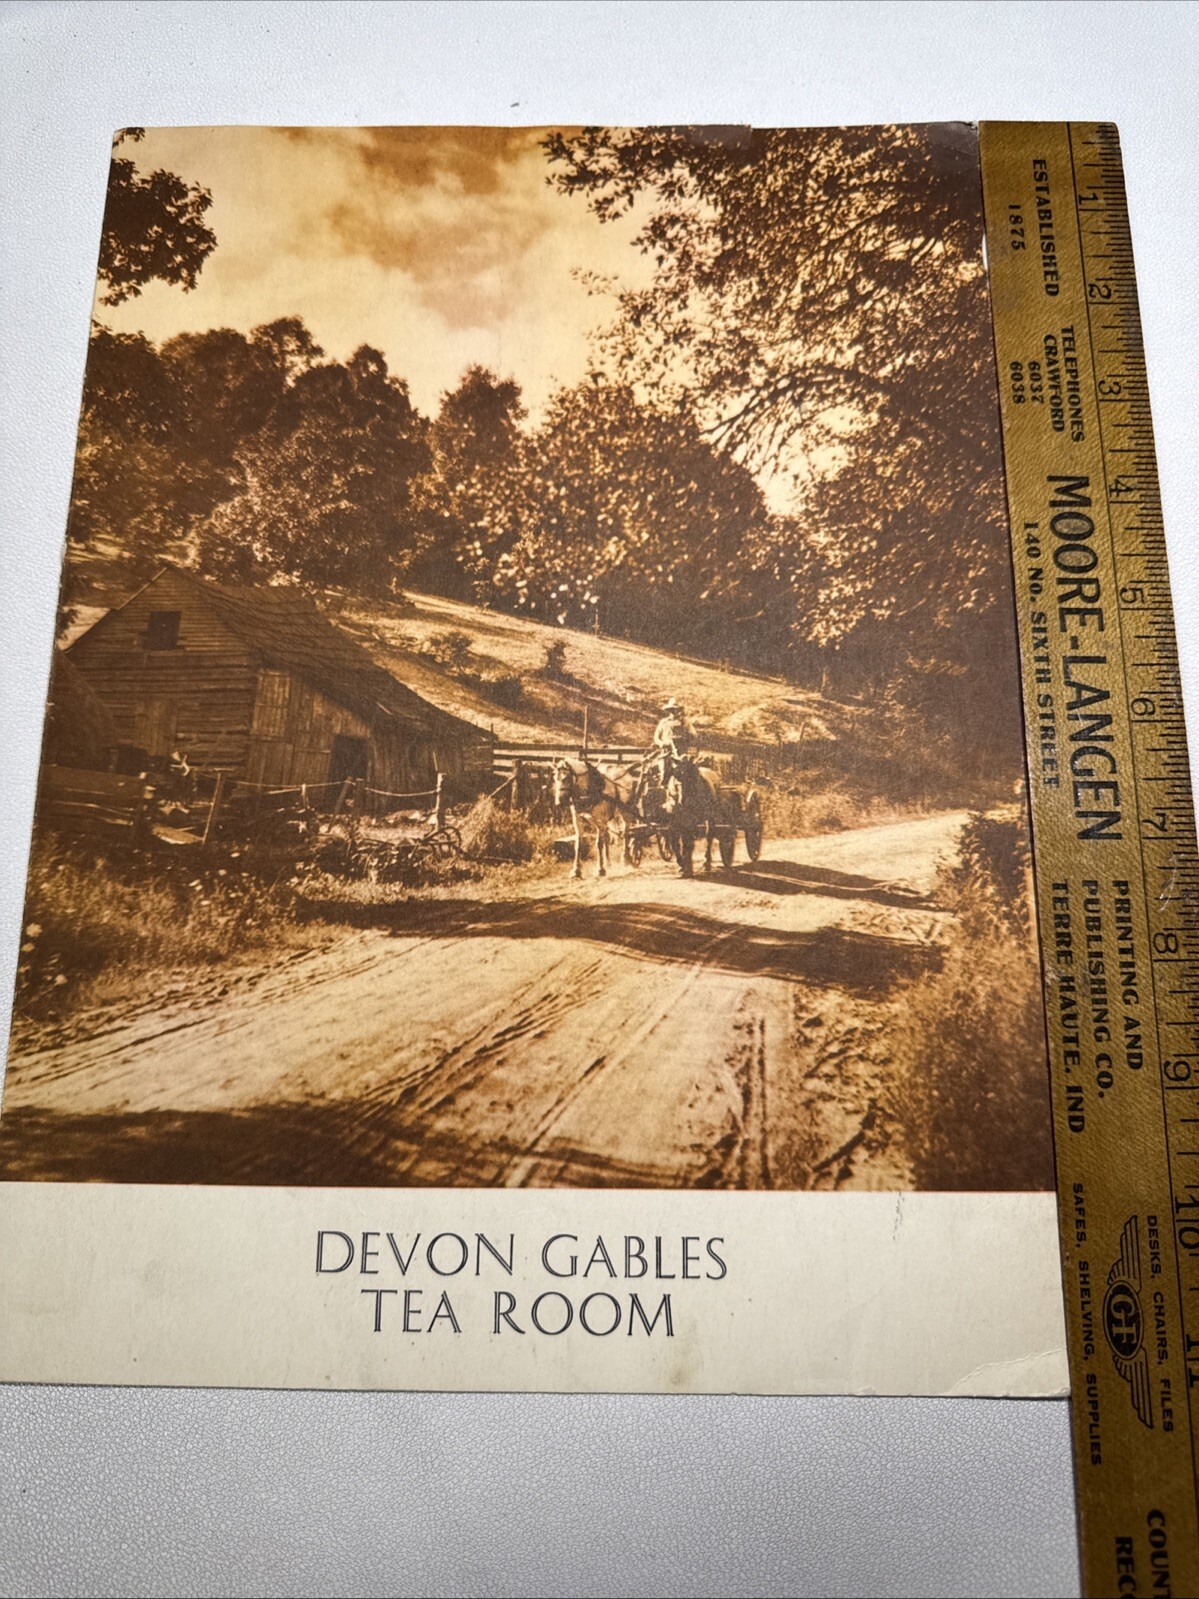 DEVON GABLES
TEA ROOM
ESTABLISHED
1875
TELEPHONES
CRAWFORD
6037
6038
MOORE-LANGEN
140 NO. SIXTH STREET
PRINTING AND
PUBLISHING CO.
TERRE HAUTE, IND
DESKS, CHAIRS, FILES
GF
SAFES, SHELVING, SUPPLIES
1
2
3
4
5
6
7
8
9
10
11